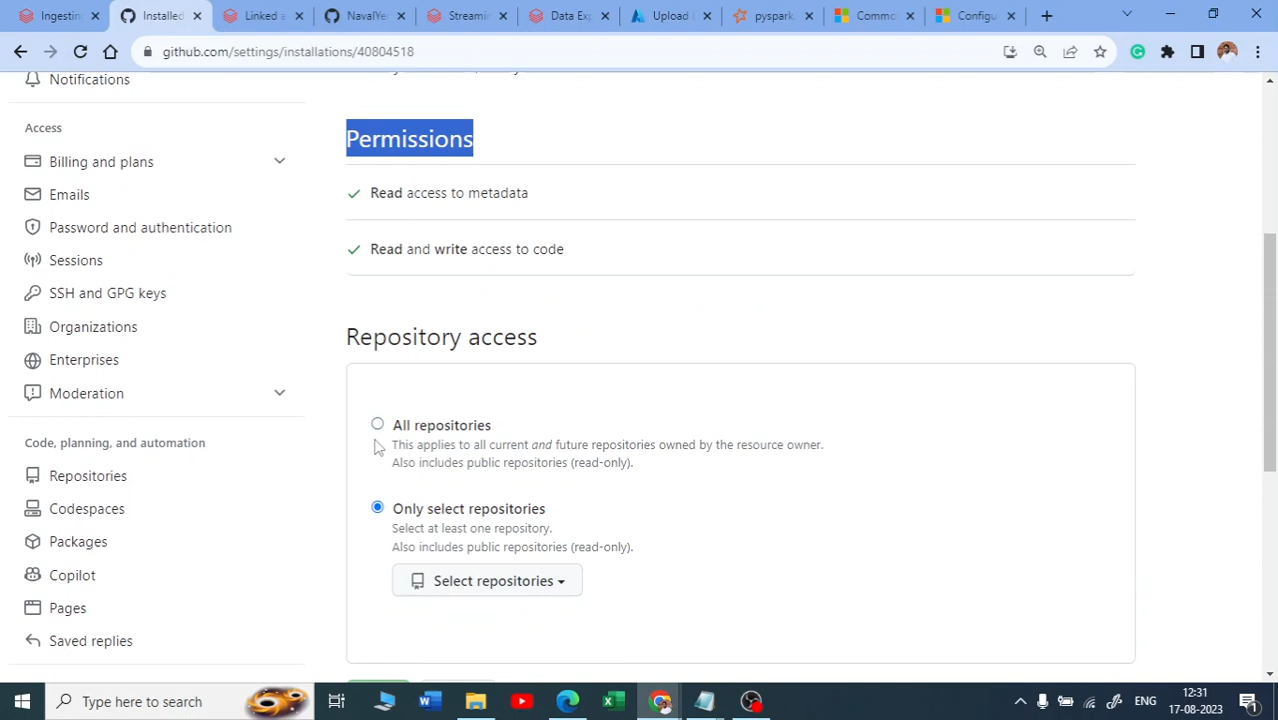 Ingestin
Installed
Linked a
NavalYe
Streamin
Data Exp
Upload
pyspark.
Commo
Configu
github.com/settings/installations/40804518
Notifications
Access
Billing and plans
Emails
Password and authentication
Sessions
SSH and GPG keys
Organizations
Enterprises
Moderation
Code, planning, and automation
Repositories
Codespaces
Packages
Copilot
Pages
Saved replies
Permissions
Read access to metadata
Read and write access to code
Repository access
All repositories
This applies to all current and future repositories owned by the resource owner.
Also includes public repositories (read-only).
Only select repositories
Select at least one repository.
Also includes public repositories (read-only).
Select repositories
Type here to search
ENG
12:31
17-08-2023
1